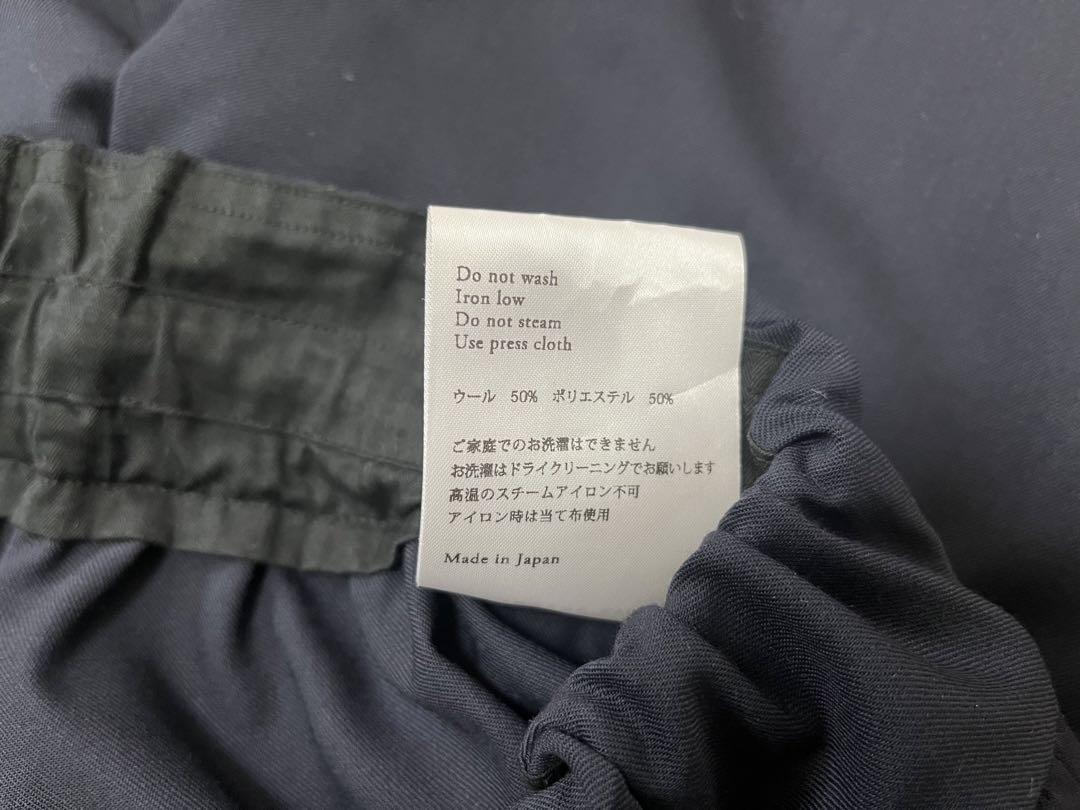 Do not wash
Iron low
Do not steam
Use press cloth
ウール 50% ポリエステル 50%
ご家庭でのお洗濯はできません
お洗濯はドライクリーニングでお願いします
高温のスチームアイロン不可
アイロン時は当て布使用
Made in Japan